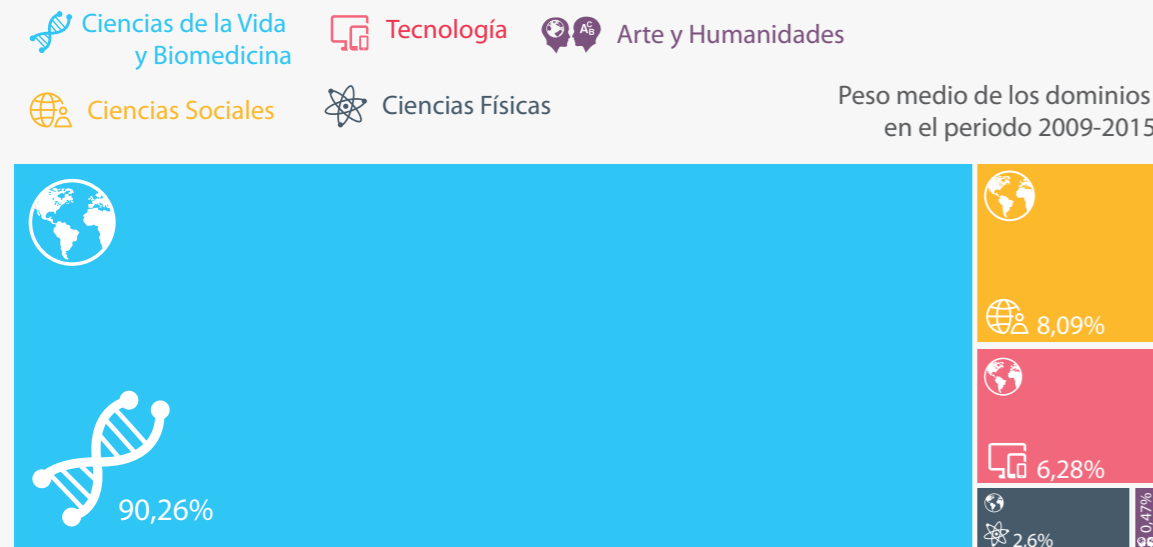 Ciencias de la Vida
y Biomedicina
Tecnología
Arte y Humanidades
Ciencias Sociales
Ciencias Físicas
Peso medio de los dominios
en el periodo 2009-2015
90,26%
8,09%
6,28%
2,6%
0,47%